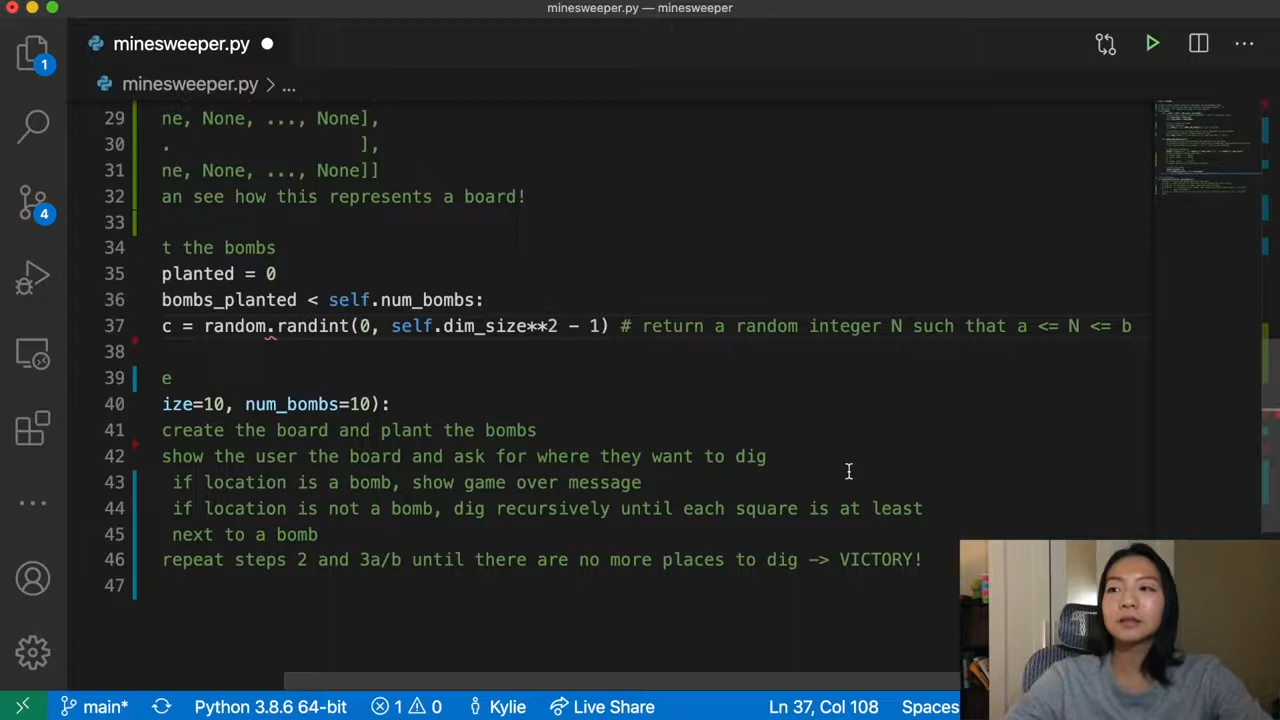 minesweeper.py — minesweeper
minesweeper.py
minesweeper.py > ...
1
4
29 ne, None, ..., None],
30 . ],
31 ne, None, ..., None]]
32 an see how this represents a board!
33
34 t the bombs
35 planted = 0
36 bombs_planted < self.num_bombs:
37 c = random.randint(0, self.dim_size**2 - 1) # return a random integer N such that a <= N <= b
38
39 e
40 ize=10, num_bombs=10):
41 create the board and plant the bombs
42 show the user the board and ask for where they want to dig
43 if location is a bomb, show game over message
44 if location is not a bomb, dig recursively until each square is at least
45 next to a bomb
46 repeat steps 2 and 3a/b until there are no more places to dig -> VICTORY!
47
main* Python 3.8.6 64-bit 1 0 Kylie Live Share Ln 37, Col 108 Spaces